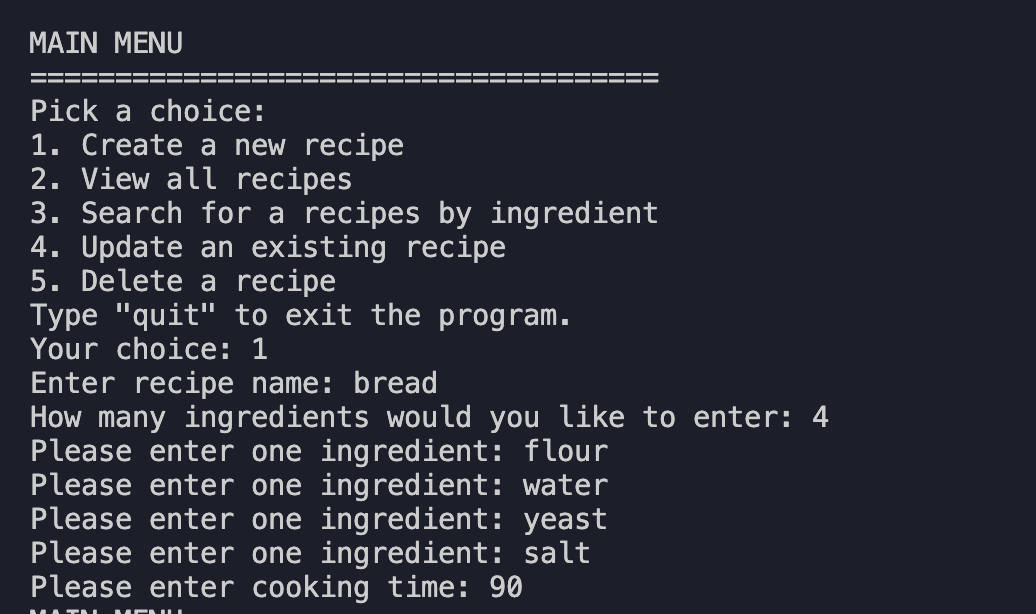 MAIN MENU
=====================================
Pick a choice:
1. Create a new recipe
2. View all recipes
3. Search for a recipes by ingredient
4. Update an existing recipe
5. Delete a recipe
Type "quit" to exit the program.
Your choice: 1
Enter recipe name: bread
How many ingredients would you like to enter: 4
Please enter one ingredient: flour
Please enter one ingredient: water
Please enter one ingredient: yeast
Please enter one ingredient: salt
Please enter cooking time: 90
MAIN MENU